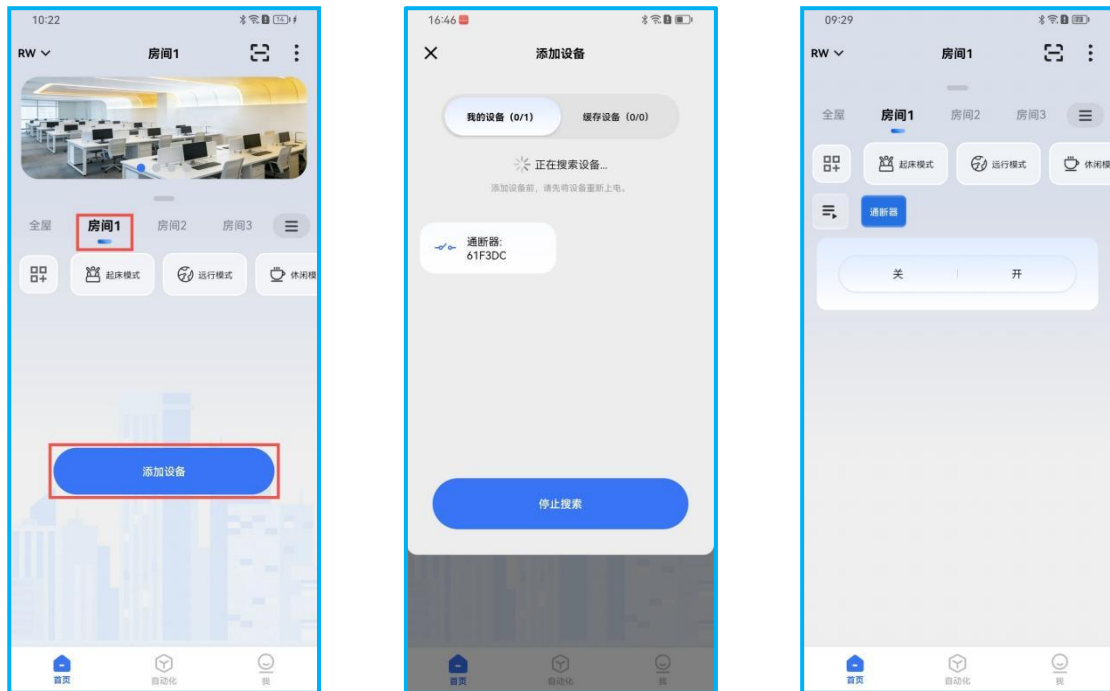 10:22
14
RW
房间1
全屋
房间1
房间2
房间3
起床模式
远行模式
休闲模
添加设备
首页
自动化
我
16:46
添加设备
我的设备（0/1）
缓存设备（0/0）
正在搜索设备...
添加设备前，请先将设备重新上电。
通断器:
61F3DC
停止搜索
首页
自动化
我
09:29
RW
房间1
全屋
房间1
房间2
房间3
起床模式
远行模式
休闲模
通断器
关
开
首页
自动化
我